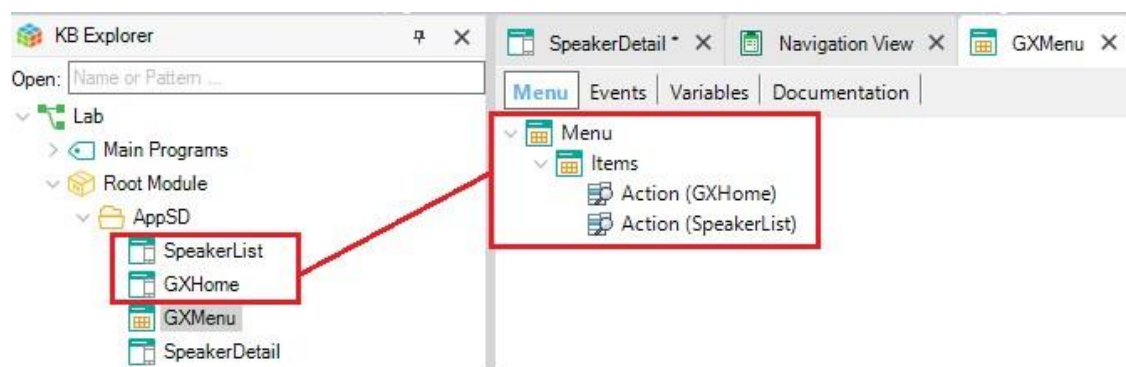 KB Explorer
Open: Name or Pattern ...
Lab
Main Programs
Root Module
AppSD
SpeakerList
GXHome
GXMenu
SpeakerDetail
SpeakerDetail * Navigation View GXMenu
Menu Events Variables Documentation
Menu
Items
Action (GXHome)
Action (SpeakerList)